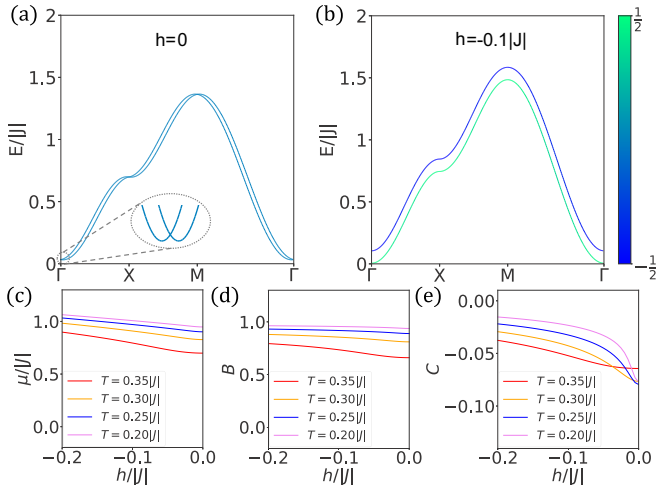 (a)
h=0
E/|J|
2
1.5
1
0.5
0
Γ X M Γ
(b)
h=-0.1|J|
E/|J|
2
1.5
1
0.5
0
Γ X M Γ
1/2
-1/2
(c)
μ/|J|
1.0
0.5
0.0
T = 0.35|J|
T = 0.30|J|
T = 0.25|J|
T = 0.20|J|
-0.2 -0.1 0.0
h/|J|
(d)
B
1.0
0.5
0.0
T = 0.35|J|
T = 0.30|J|
T = 0.25|J|
T = 0.20|J|
-0.2 -0.1 0.0
h/|J|
(e)
C
0.00
-0.05
-0.10
T = 0.35|J|
T = 0.30|J|
T = 0.25|J|
T = 0.20|J|
-0.2 -0.1 0.0
h/|J|